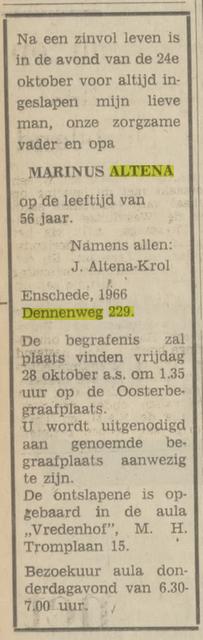 Na een zinvol leven is
in de avond van de 24e
oktober voor altijd in-
geslapen mijn lieve
man, onze zorgzame
vader en opa
MARINUS ALTENA
op de leeftijd van
56 jaar.
Namens allen:
J. Altena-Krol
Enschede, 1966
Dennenweg 229.
De begrafenis zal
plaats vinden vrijdag
28 oktober a.s. om 1.35
uur op de Oosterbe-
graafplaats.
U wordt uitgenodigd
aan genoemde be-
graafplaats aanwezig
te zijn.
De ontslapene is op-
gebaard in de aula
„Vredenhof", M. H.
Tromplaan 15.
Bezoekuur aula don-
derdagavond van 6.30-
7.00 uur.